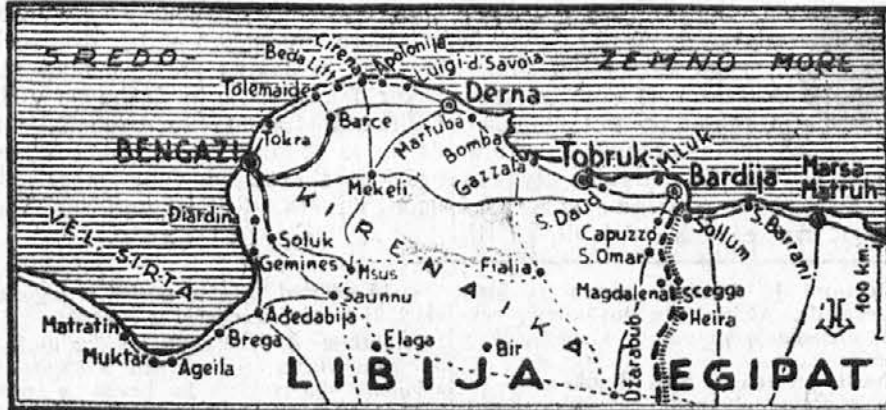 SREDO-
ZEMNO MORE
Cirena
Apolonija
Beda Litt
Luigi-d.Savoia
Tolemaide
Derna
Tokra
Barce
Martuba
Bomba
M.Luk
BENGAZI
Gazzala
Tobruk
Bardija
Marsa
Matruh
Mekeli
S.Daud
KIRENAIKA
Capuzzo
Sollum
S.Barrani
Diardina
Soluk
S.Omar
VEL. SIRTA
Gemines
Msus
Fialia
100 km.
Saunnu
Magdalena
Scegga
Matratin
Adedabija
Heira
Brega
Elaga
Bir
Muktar
Ageila
Djarabub
LIBIJA
EGIPAT